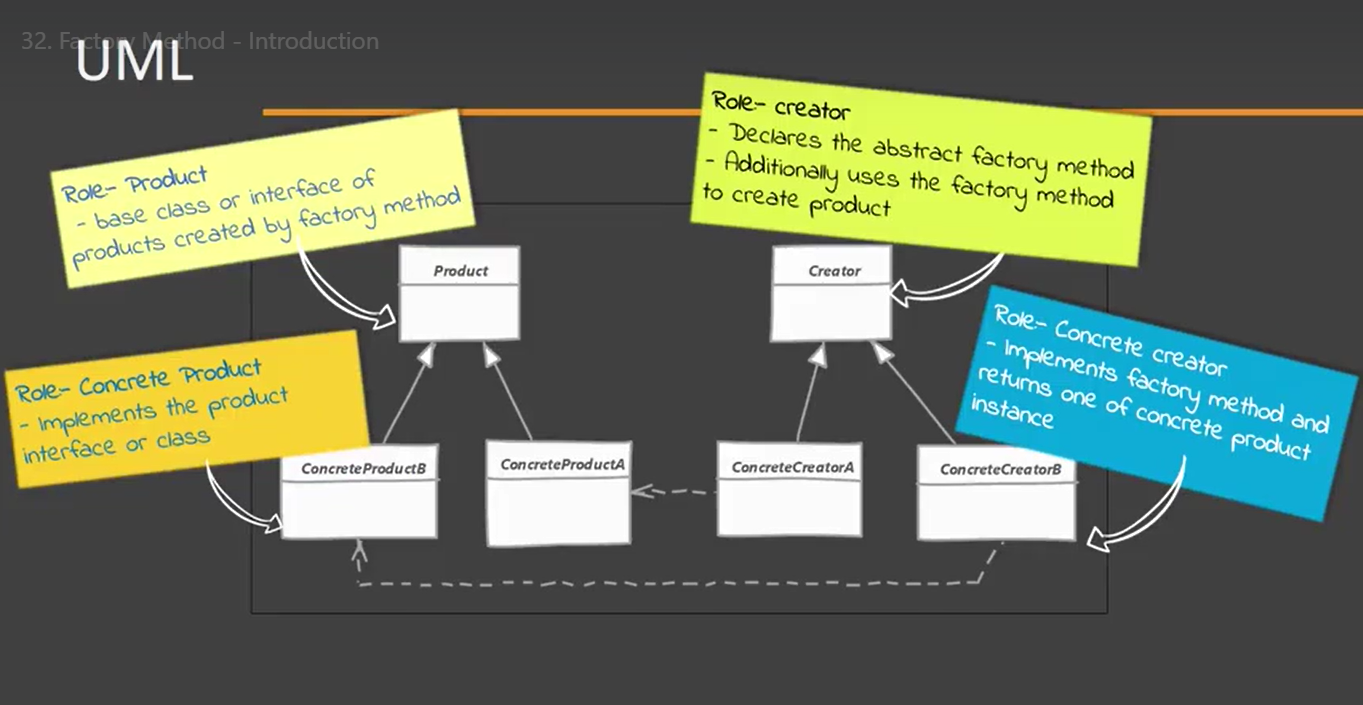 32. Factory Method - Introduction
UML
Role- Product
- base class or interface of
products created by factory method
Role- creator
- Declares the abstract factory method
- Additionally uses the factory method
to create product
Product
Creator
Role- Concrete Product
- Implements the product
interface or class
Role- Concrete creator
- Implements factory method and
returns one of concrete product
instance
ConcreteProductB
ConcreteProductA
ConcreteCreatorA
ConcreteCreatorB